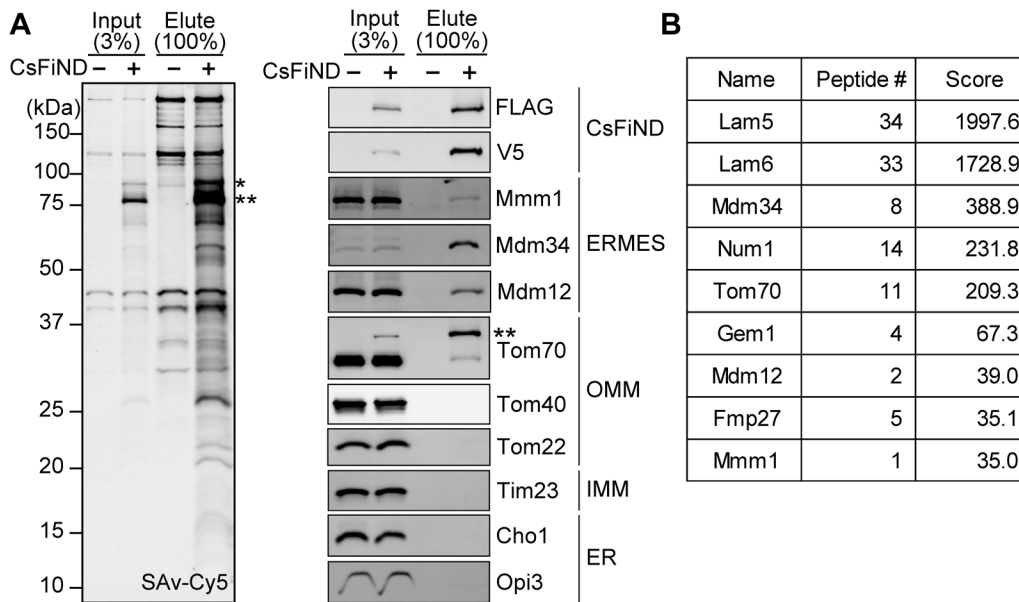 A
Input
(3%)
Elute
(100%)
CsFiND − + − +
(kDa)
150
100
75
50
37
25
20
15
10
*
**
SAv-Cy5
Input
(3%)
Elute
(100%)
CsFiND − + − +
FLAG
V5
CsFiND
Mmm1
Mdm34
Mdm12
ERMES
**
Tom70
Tom40
Tom22
OMM
Tim23
IMM
Cho1
Opi3
ER
B
Name Peptide # Score
Lam5 34 1997.6
Lam6 33 1728.9
Mdm34 8 388.9
Num1 14 231.8
Tom70 11 209.3
Gem1 4 67.3
Mdm12 2 39.0
Fmp27 5 35.1
Mmm1 1 35.0